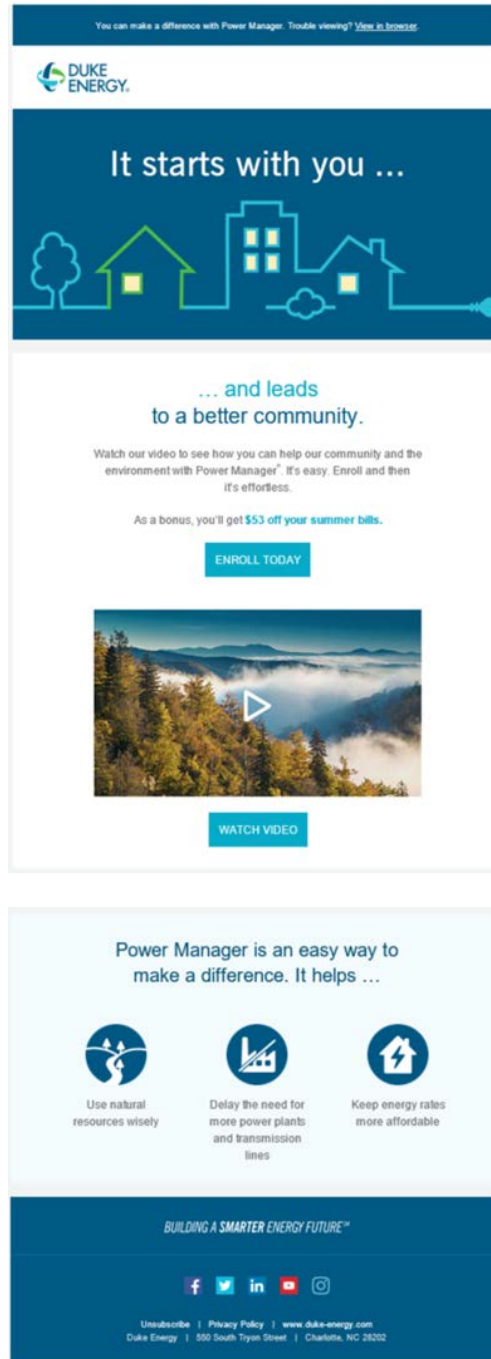 You can make a difference with Power Manager. Trouble viewing? View in browser.
DUKE
ENERGY®
It starts with you ...
... and leads
to a better community.
Watch our video to see how you can help our community and the
environment with Power Manager®. It's easy. Enroll and then
it's effortless.
As a bonus, you'll get $53 off your summer bills.
ENROLL TODAY
WATCH VIDEO
Power Manager is an easy way to
make a difference. It helps ...
Use natural
resources wisely
Delay the need for
more power plants
and transmission
lines
Keep energy rates
more affordable
BUILDING A SMARTER ENERGY FUTURE℠
Unsubscribe | Privacy Policy | www.duke-energy.com
Duke Energy | 550 South Tryon Street | Charlotte, NC 28202